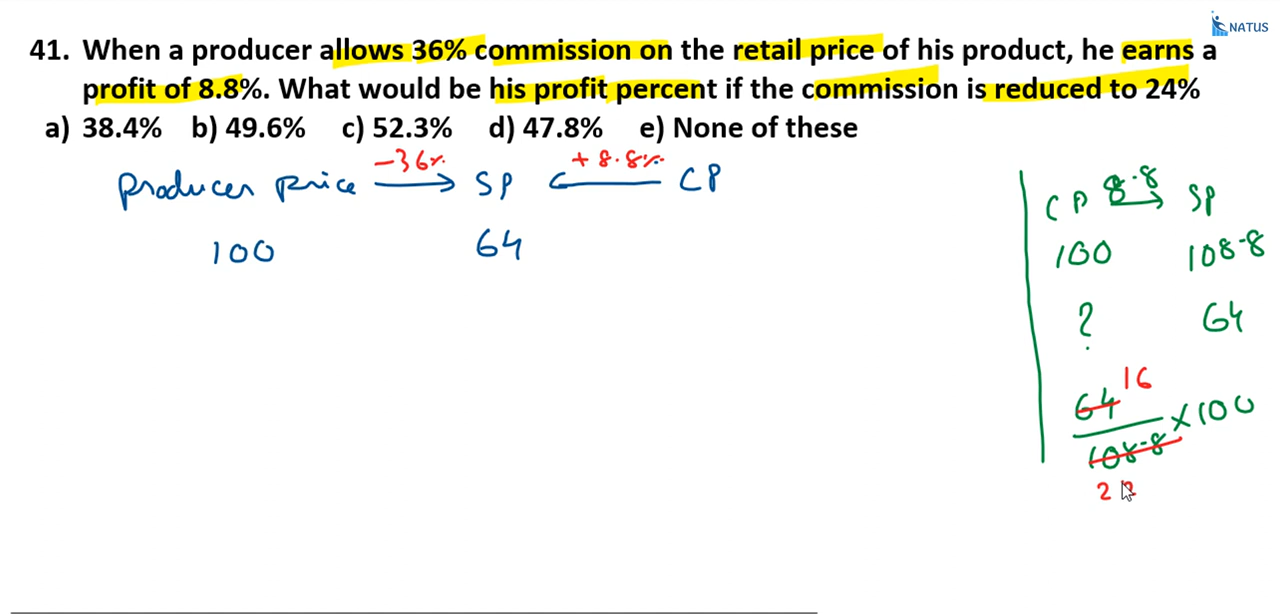 NATUS
41. When a producer allows 36% commission on the retail price of his product, he earns a
profit of 8.8%. What would be his profit percent if the commission is reduced to 24%
a) 38.4% b) 49.6% c) 52.3% d) 47.8% e) None of these
-36% +8.8%
Producer price SP CP
100 64
CP 8.8 SP
100 108.8
? 64
64 16
108.8 ×100
2